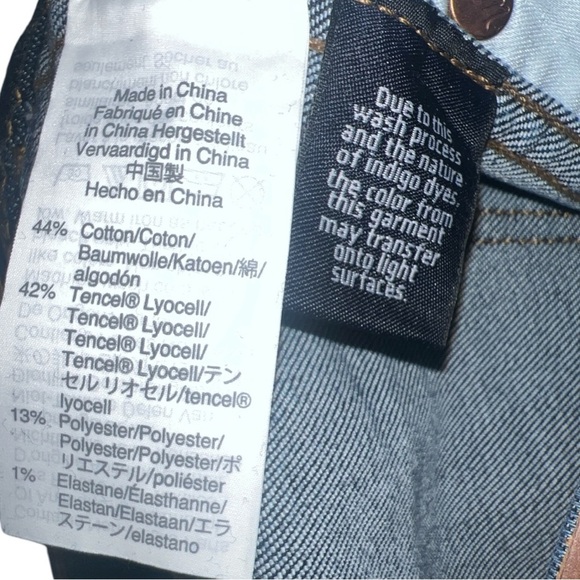 Made in China
Fabriqué en Chine
in China Hergestellt
Vervaardigd in China
中国製
Hecho en China
44% Cotton/Coton/
Baumwolle/Katoen/綿/
algodón
42% Tencel® Lyocell/
Tencel® Lyocell/
Tencel® Lyocell/
Tencel® Lyocell/テン
セル リオセル/tencel®
lyocell
13% Polyester/Polyester/
Polyester/Polyester/ポ
リエステル/poliéster
1% Elastane/Élasthanne/
Elastan/Elastaan/エラ
ステーン/elastano
Due to this
wash process
and the nature
of indigo dyes.
the color from
this garment
may transfer
onto light
surfaces.